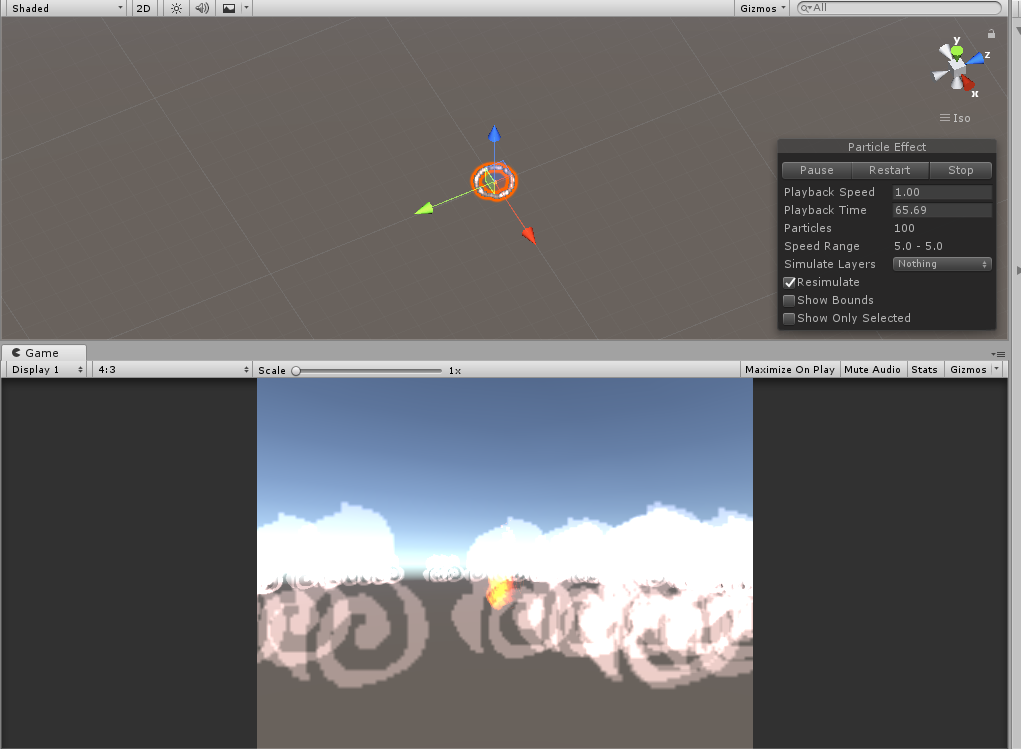 Shaded 2D Gizmos All
y
z
x
Iso
Particle Effect
Pause Restart Stop
Playback Speed 1.00
Playback Time 65.69
Particles 100
Speed Range 5.0 - 5.0
Simulate Layers Nothing
Resimulate
Show Bounds
Show Only Selected
Game
Display 1 4:3 Scale 1x Maximize On Play Mute Audio Stats Gizmos